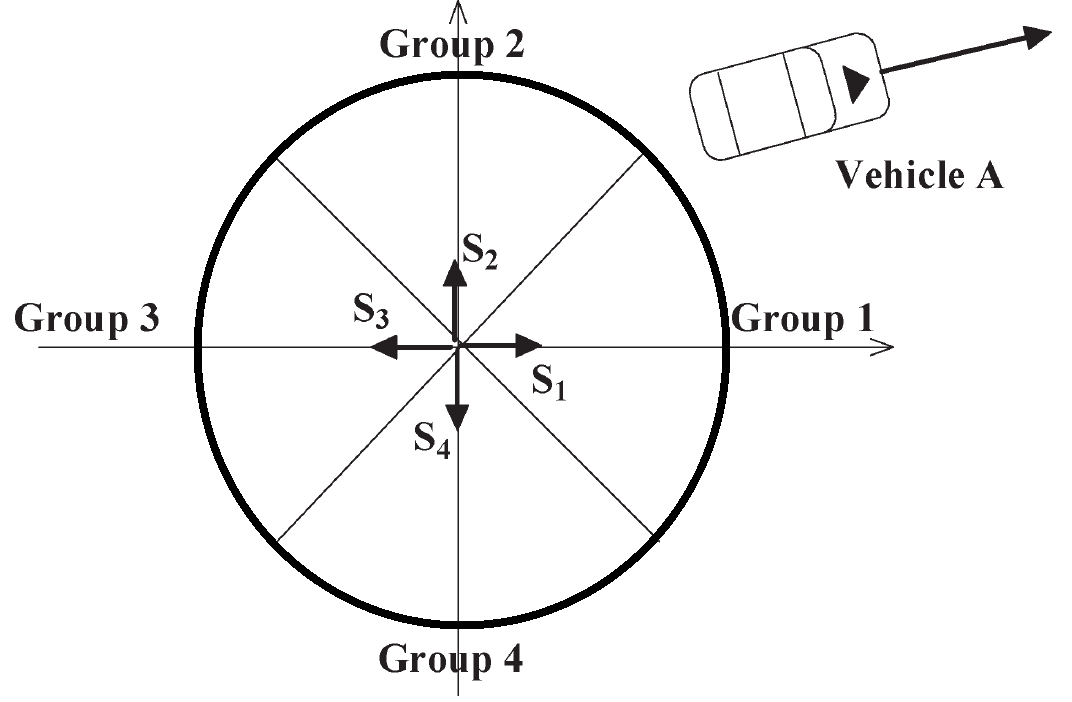 Group 2
Vehicle A
S2
Group 3
S3
Group 1
S1
S4
Group 4